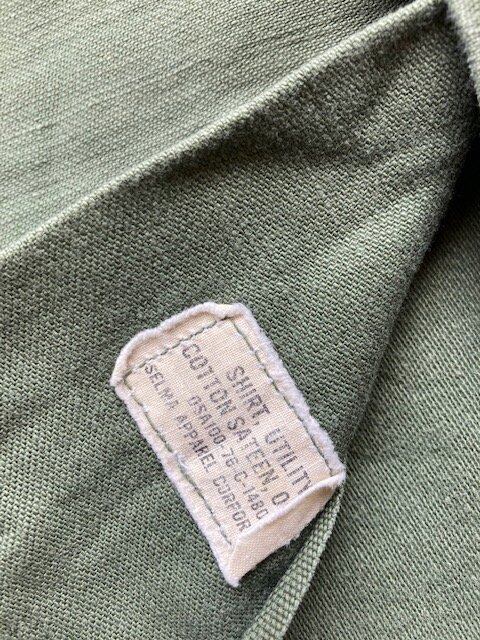 SHIRT, UTILITY
COTTON SATEEN O
DSA100 76-C-1480
SELMA APPAREL CORPOR